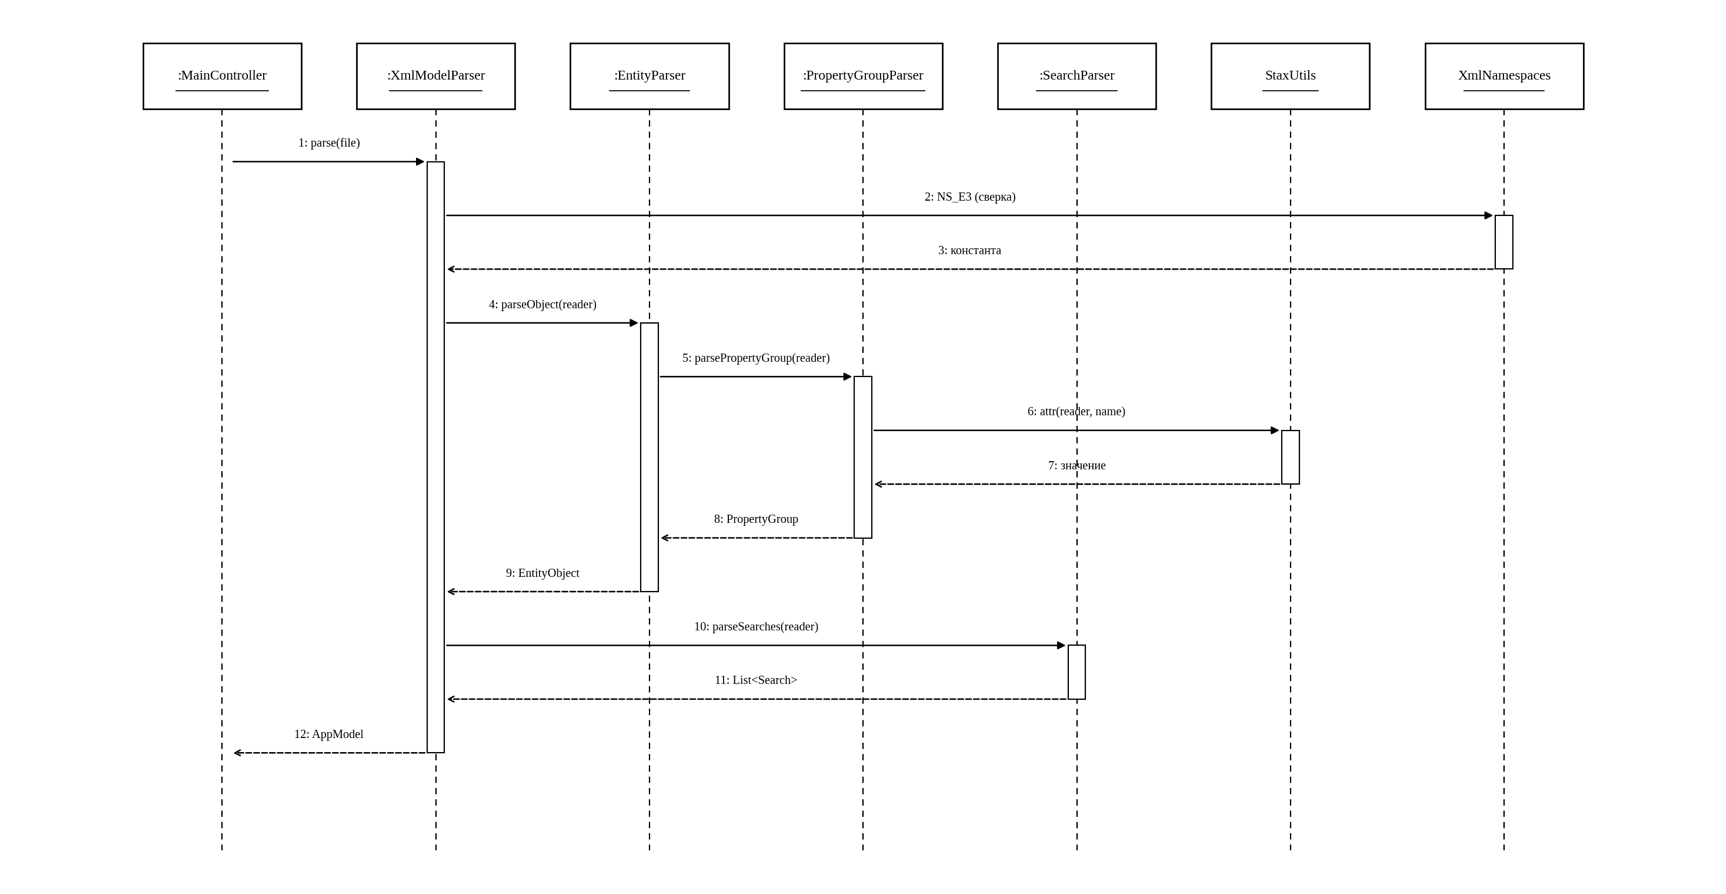 :MainController
:XmlModelParser
:EntityParser
:PropertyGroupParser
:SearchParser
StaxUtils
XmlNamespaces
1: parse(file)
2: NS_E3 (сверка)
3: константа
4: parseObject(reader)
5: parsePropertyGroup(reader)
6: attr(reader, name)
7: значение
8: PropertyGroup
9: EntityObject
10: parseSearches(reader)
11: List<Search>
12: AppModel